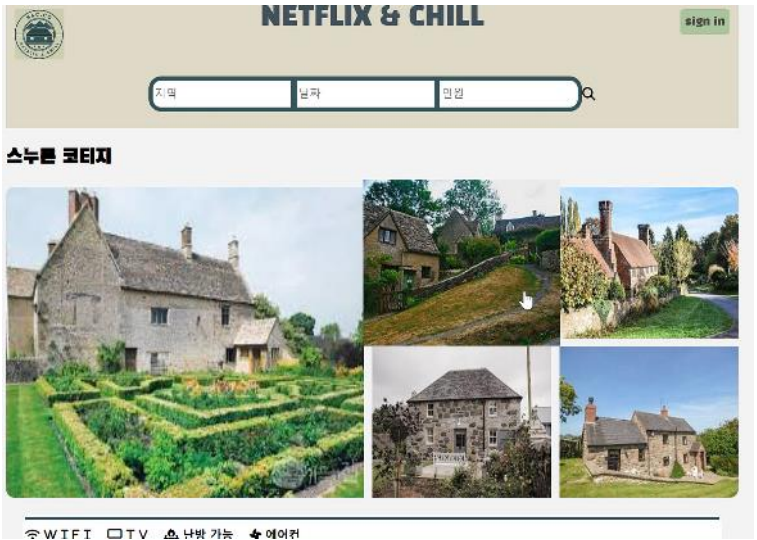 NETFLIX & CHILL
sign in
지역
날짜
인원
스누픈 코티지
WIFI TV 난방 가능 에어컨